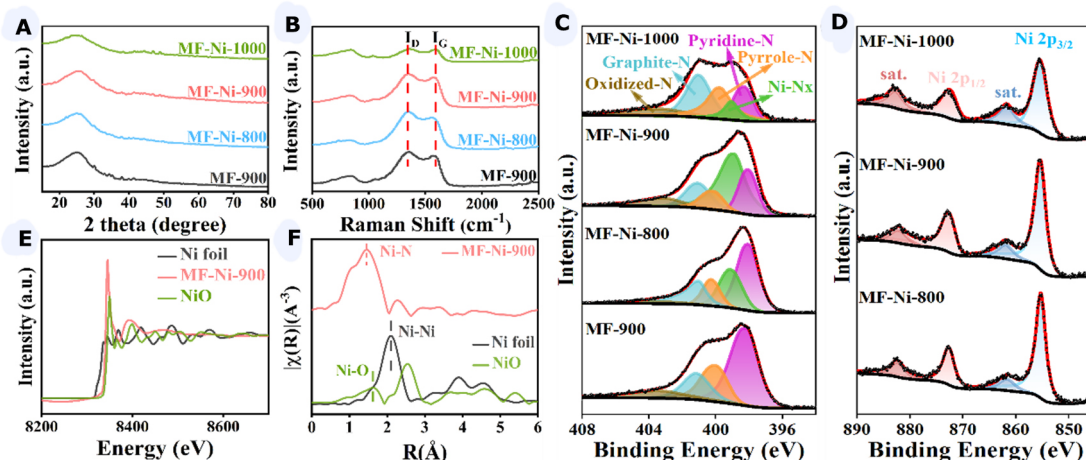 A
MF-Ni-1000
MF-Ni-900
MF-Ni-800
MF-900
Intensity (a.u.)
20 30 40 50 60 70 80
2 theta (degree)
B
I_D I_G
MF-Ni-1000
MF-Ni-900
MF-Ni-800
MF-900
Intensity (a.u.)
500 1000 1500 2000 2500
Raman Shift (cm⁻¹)
C
MF-Ni-1000
Pyridine-N
Graphite-N
Pyrrole-N
Oxidized-N
Ni-Nx
MF-Ni-900
MF-Ni-800
MF-900
Intensity (a.u.)
408 404 400 396
Binding Energy (eV)
D
MF-Ni-1000
Ni 2p3/2
sat.
Ni 2p1/2
sat.
MF-Ni-900
MF-Ni-800
Intensity (a.u.)
890 880 870 860 850
Binding Energy (eV)
E
Ni foil
MF-Ni-900
NiO
Intensity (a.u.)
8200 8400 8600
Energy (eV)
F
Ni-N
MF-Ni-900
Ni-Ni
Ni foil
Ni-O
NiO
|χ(R)|(A⁻³)
0 1 2 3 4 5 6
R(Å)